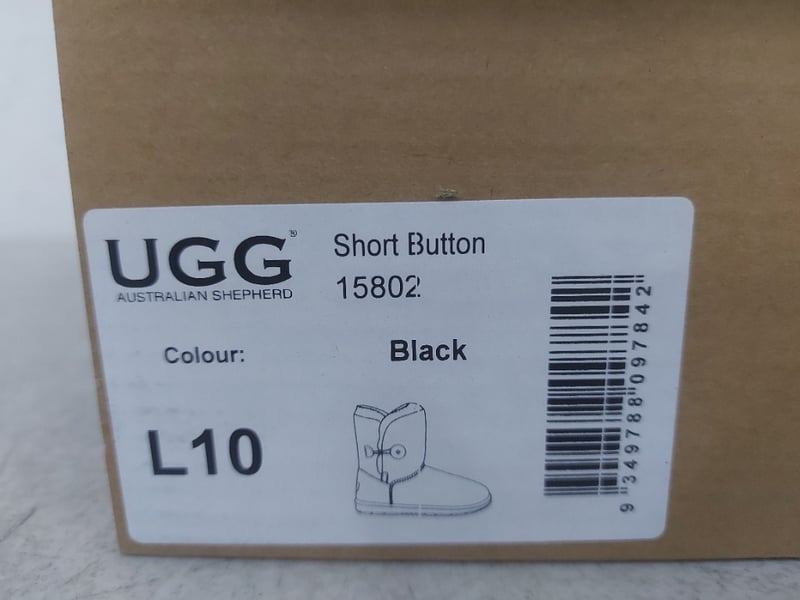 UGG®
AUSTRALIAN SHEPHERD
Short Button
15802
Colour:
Black
L10
9 349788 097842